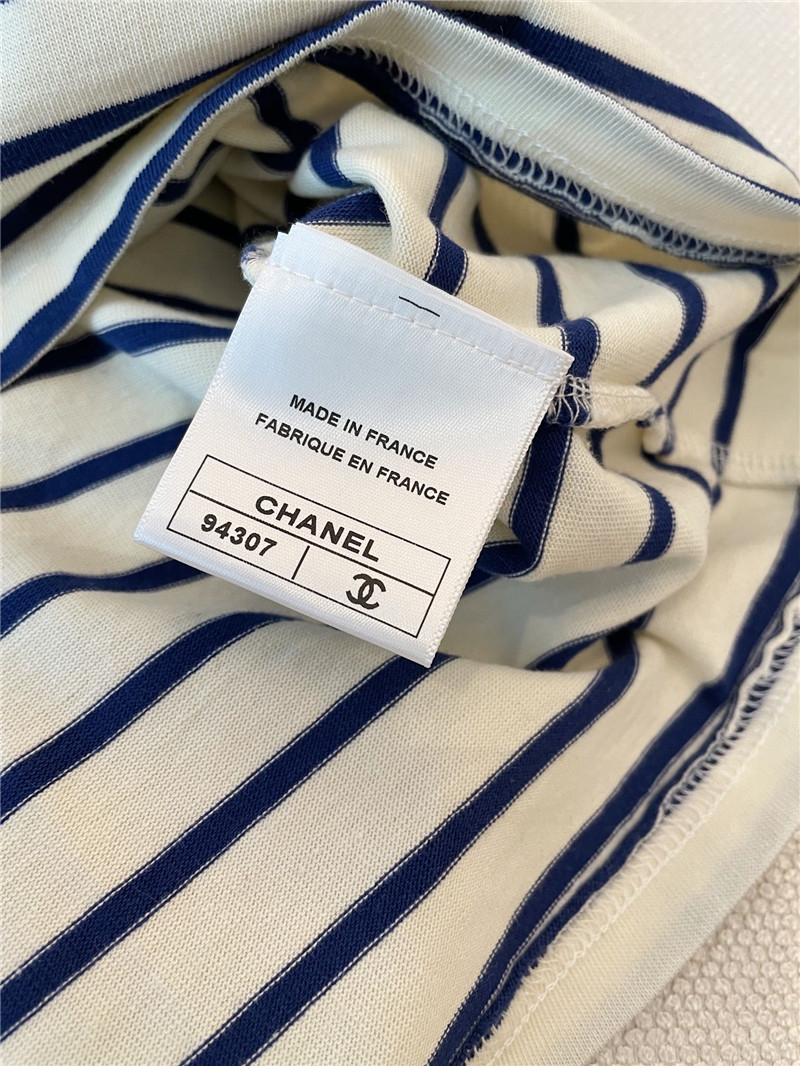 MADE IN FRANCE
FABRIQUE EN FRANCE
CHANEL
94307